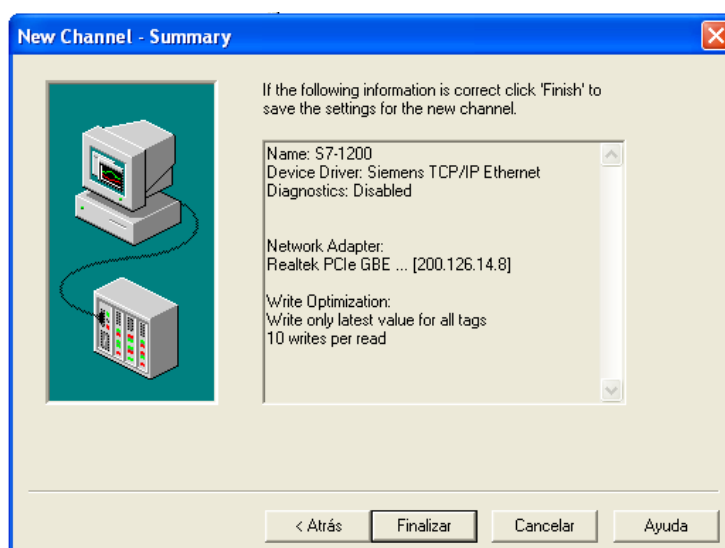 New Channel - Summary
If the following information is correct click 'Finish' to
save the settings for the new channel.
Name: S7-1200
Device Driver: Siemens TCP/IP Ethernet
Diagnostics: Disabled
Network Adapter:
Realtek PCIe GBE ... [200.126.14.8]
Write Optimization:
Write only latest value for all tags
10 writes per read
< Atrás
Finalizar
Cancelar
Ayuda